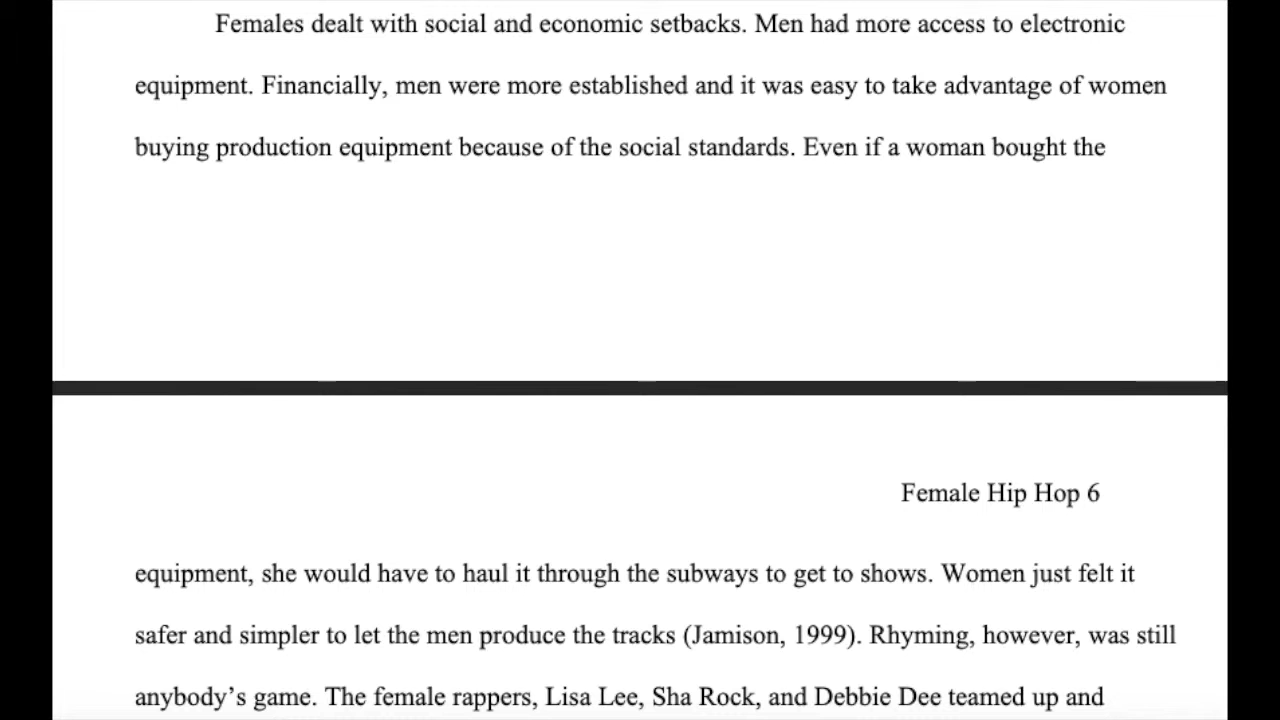 Females dealt with social and economic setbacks. Men had more access to electronic
equipment. Financially, men were more established and it was easy to take advantage of women
buying production equipment because of the social standards. Even if a woman bought the
Female Hip Hop 6
equipment, she would have to haul it through the subways to get to shows. Women just felt it
safer and simpler to let the men produce the tracks (Jamison, 1999). Rhyming, however, was still
anybody’s game. The female rappers, Lisa Lee, Sha Rock, and Debbie Dee teamed up and